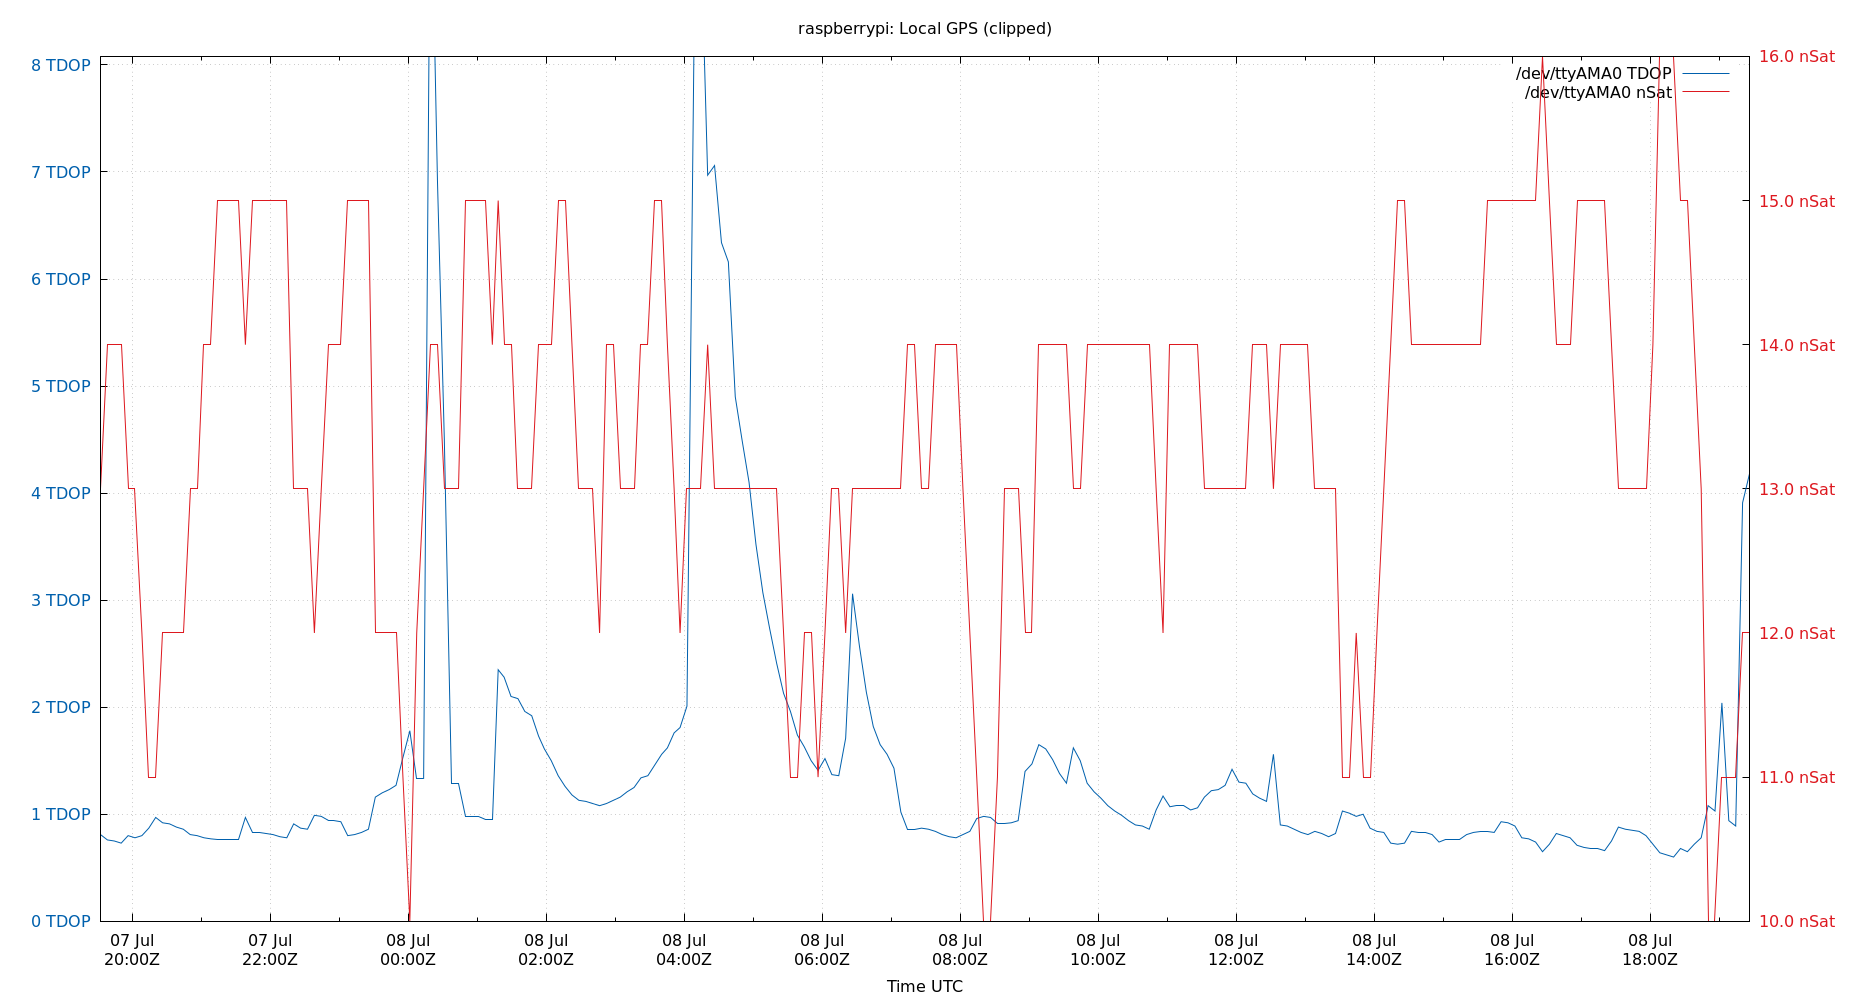 raspberrypi: Local GPS (clipped)
8 TDOP
7 TDOP
6 TDOP
5 TDOP
4 TDOP
3 TDOP
2 TDOP
1 TDOP
0 TDOP
16.0 nSat
15.0 nSat
14.0 nSat
13.0 nSat
12.0 nSat
11.0 nSat
10.0 nSat
/dev/ttyAMA0 TDOP
/dev/ttyAMA0 nSat
07 Jul
20:00Z
07 Jul
22:00Z
08 Jul
00:00Z
08 Jul
02:00Z
08 Jul
04:00Z
08 Jul
06:00Z
08 Jul
08:00Z
08 Jul
10:00Z
08 Jul
12:00Z
08 Jul
14:00Z
08 Jul
16:00Z
08 Jul
18:00Z
Time UTC